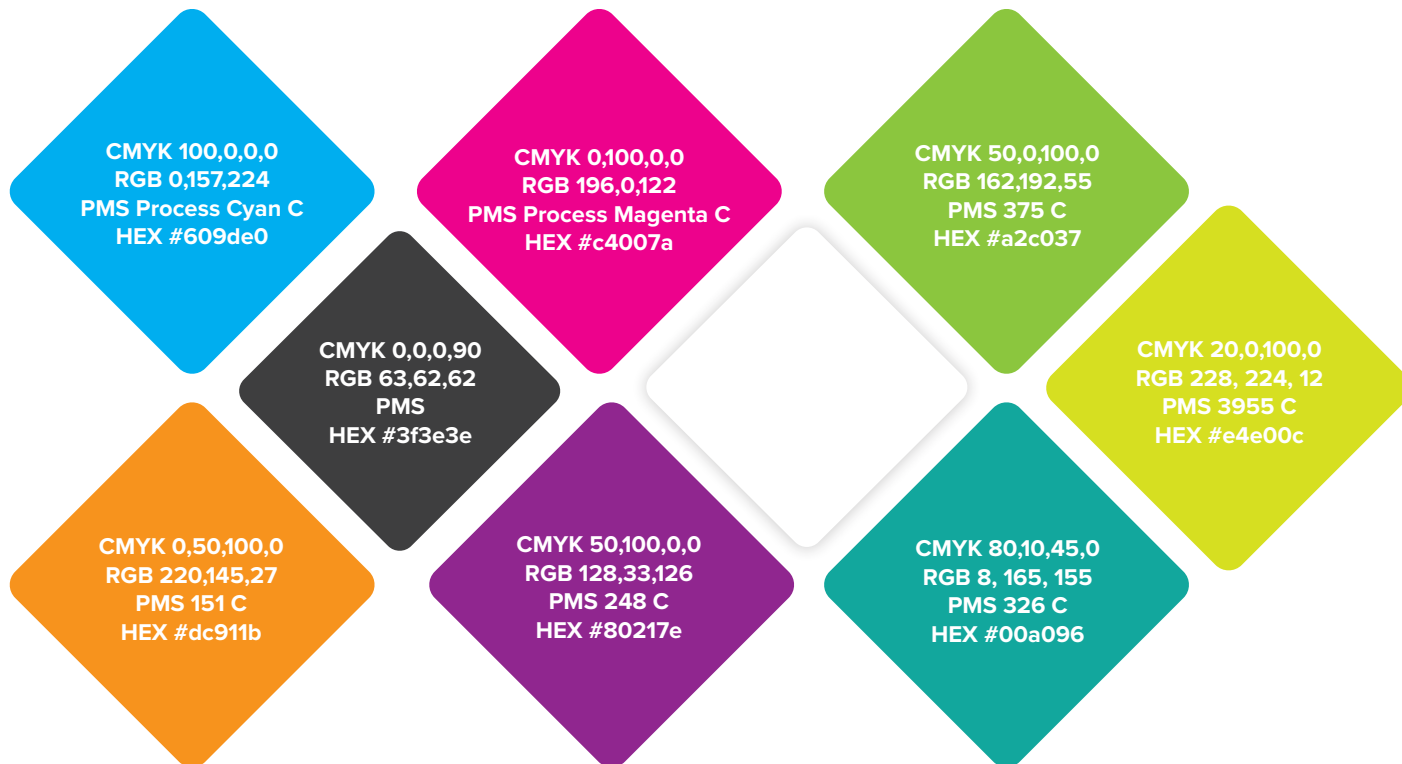 CMYK 100,0,0,0
RGB 0,157,224
PMS Process Cyan C
HEX #609de0
CMYK 0,100,0,0
RGB 196,0,122
PMS Process Magenta C
HEX #c4007a
CMYK 50,0,100,0
RGB 162,192,55
PMS 375 C
HEX #a2c037
CMYK 0,0,0,90
RGB 63,62,62
PMS
HEX #3f3e3e
CMYK 20,0,100,0
RGB 228, 224, 12
PMS 3955 C
HEX #e4e00c
CMYK 0,50,100,0
RGB 220,145,27
PMS 151 C
HEX #dc911b
CMYK 50,100,0,0
RGB 128,33,126
PMS 248 C
HEX #80217e
CMYK 80,10,45,0
RGB 8, 165, 155
PMS 326 C
HEX #00a096